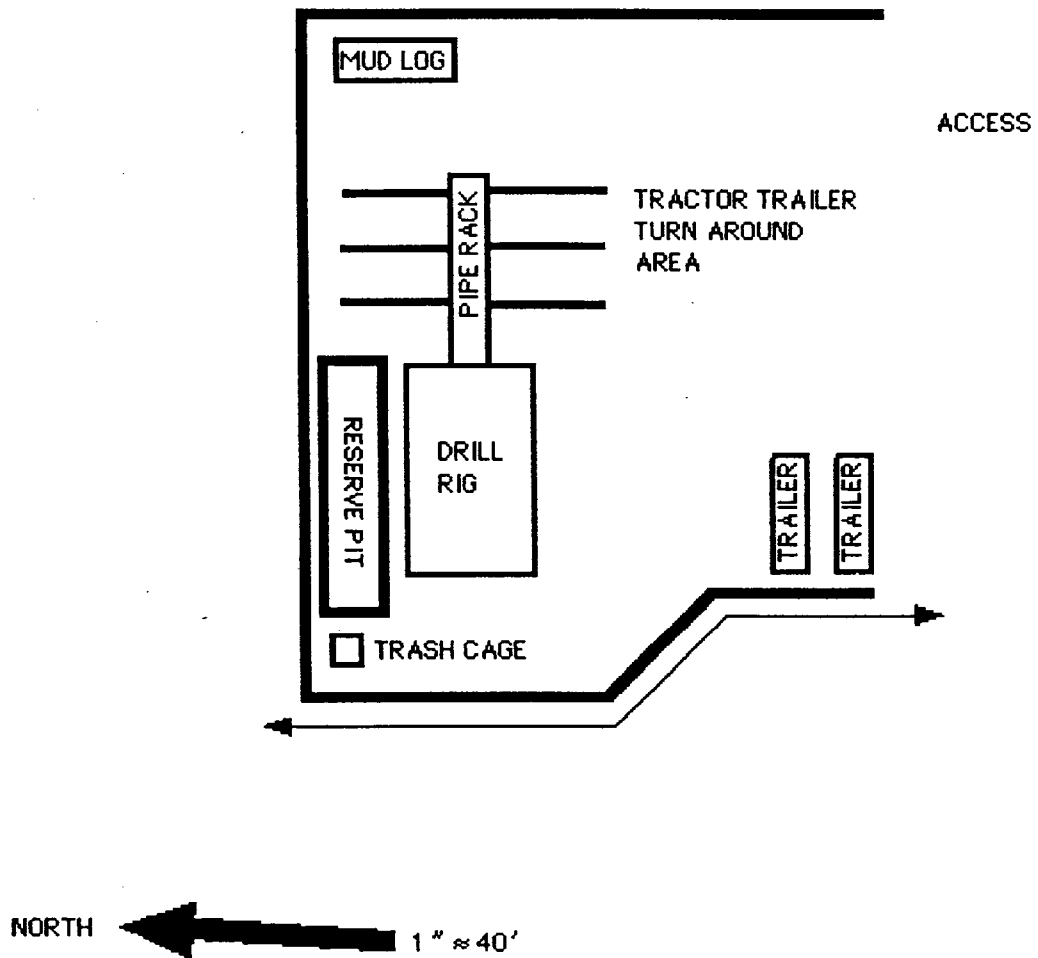 MUD LOG
ACCESS
PIPE RACK
TRACTOR TRAILER
TURN AROUND
AREA
RESERVE PIT
DRILL
RIG
TRAILER
TRAILER
TRASH CAGE
NORTH
1" ≈ 40'